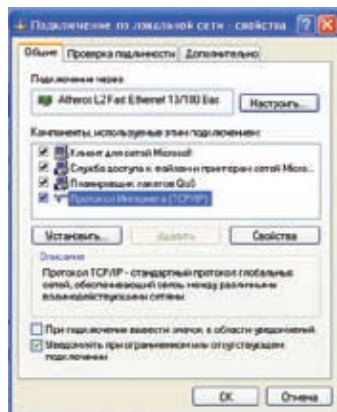 Подключение по локальной сети - свойства
Общие Проверка подлинности Дополнительно
Подключение через:
Atheros L2 Fast Ethernet 10/100 Bas
Настроить...
Компоненты, используемые этим подключением:
Клиент для сетей Microsoft
Служба доступа к файлам и принтерам сетей Micro...
Планировщик пакетов QoS
Протокол Интернета (TCP/IP)
Установить... Удалить Свойства
Описание
Протокол TCP/IP - стандартный протокол глобальных
сетей, обеспечивающий связь между различными
взаимодействующими сетями.
При подключении вывести значок в области уведомлений
Уведомлять при ограниченном или отсутствующем
подключении
OK Отмена